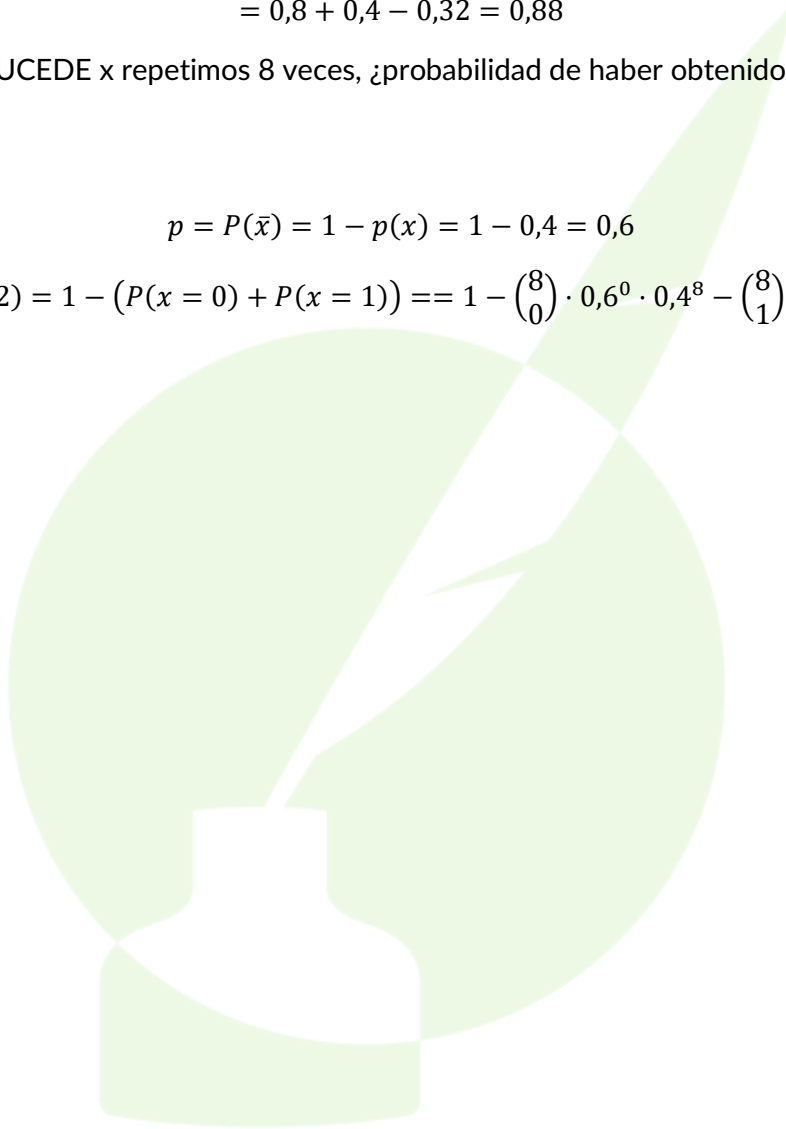 = 0,8 + 0,4 − 0,32 = 0,88
UCEDE x repetimos 8 veces, ¿probabilidad de haber obtenido
𝑝 = 𝑃(𝑥̄) = 1 − 𝑝(𝑥) = 1 − 0,4 = 0,6
2) = 1 − (𝑃(𝑥 = 0) + 𝑃(𝑥 = 1)) == 1 − (8 0) · 0,6⁰ · 0,4⁸ − (8 1)